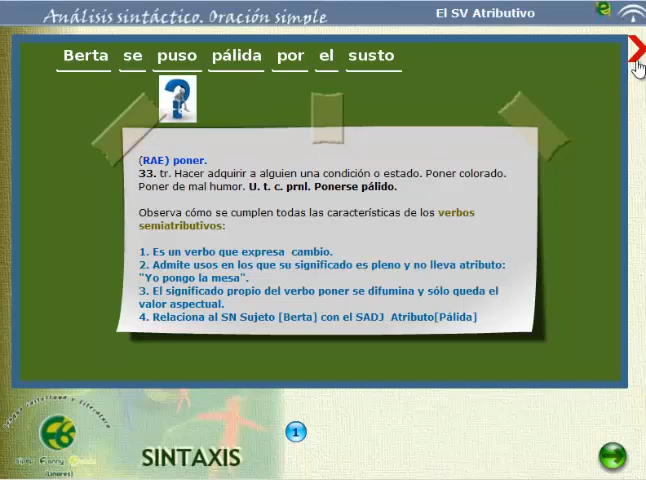 Análisis sintáctico. Oración simple
El SV Atributivo
Berta se puso pálida por el susto
(RAE) poner.
33. tr. Hacer adquirir a alguien una condición o estado. Poner colorado.
Poner de mal humor. U. t. c. prnl. Ponerse pálido.
Observa cómo se cumplen todas las características de los verbos
semiatributivos:
1. Es un verbo que expresa cambio.
2. Admite usos en los que su significado es pleno y no lleva atributo:
"Yo pongo la mesa".
3. El significado propio del verbo poner se difumina y sólo queda el
valor aspectual.
4. Relaciona al SN Sujeto [Berta] con el SADJ Atributo[Pálida]
Lengua Castellana y Literatura
(Linares)
SINTAXIS
1